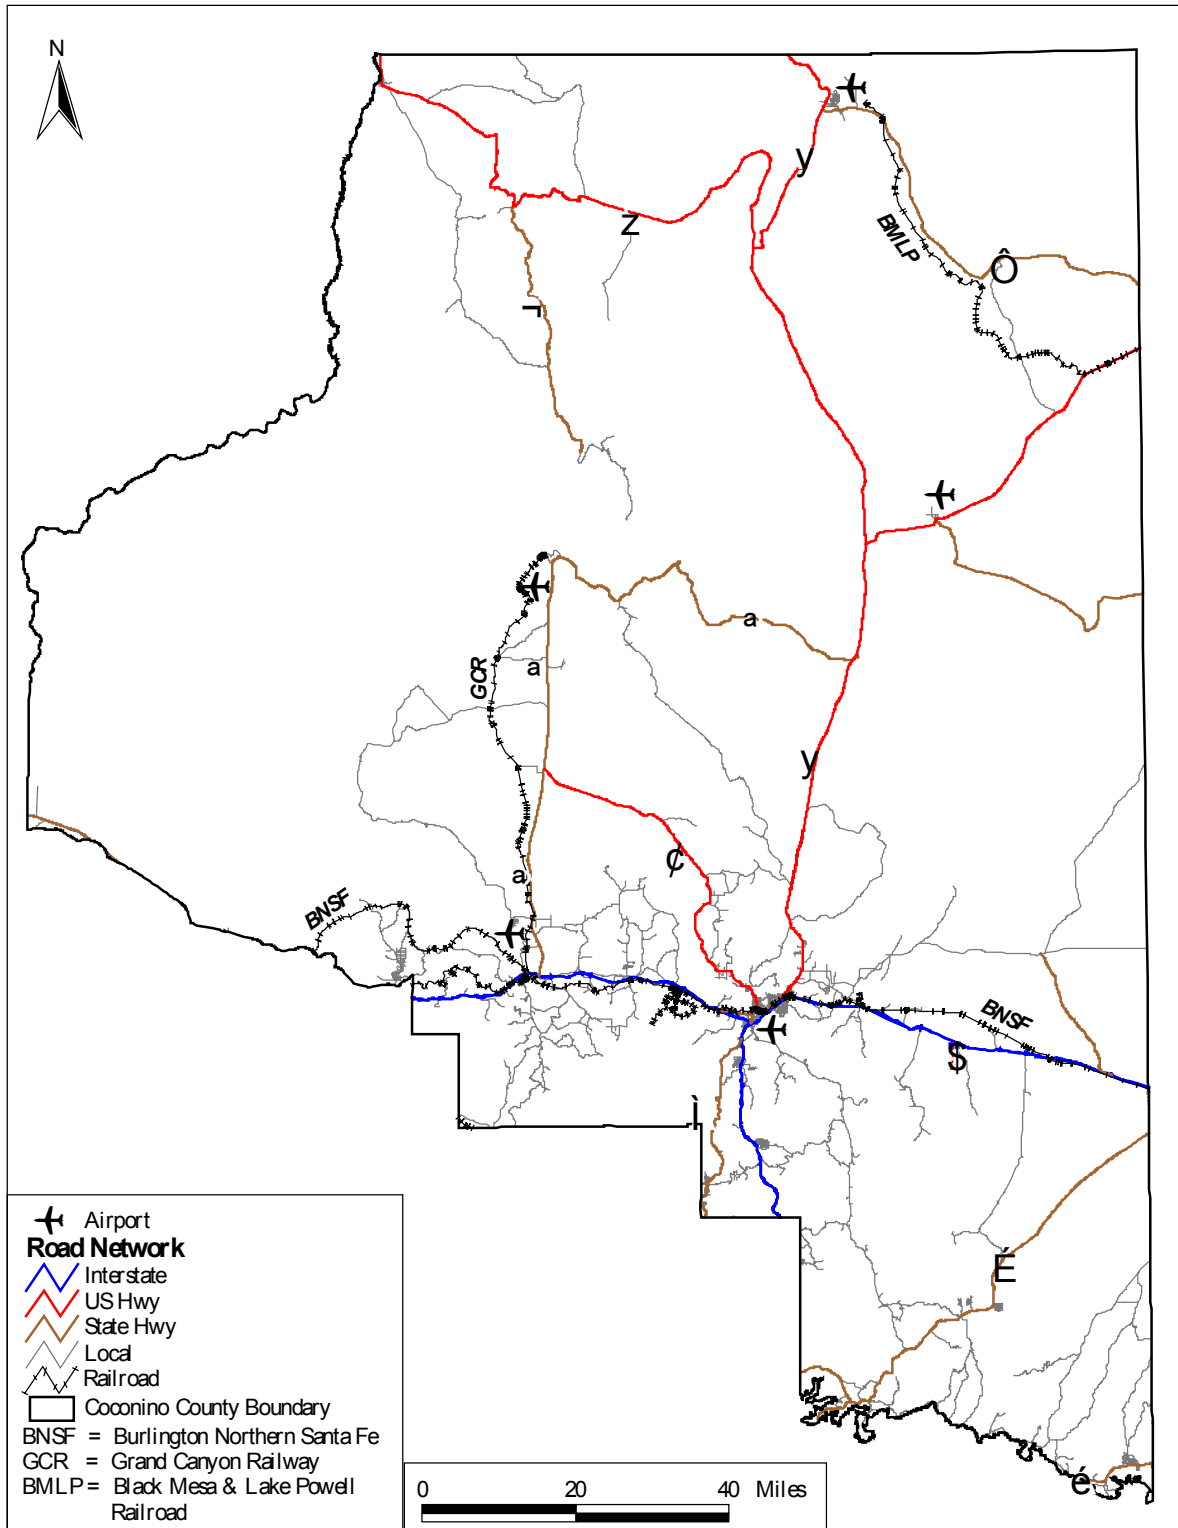 N
y
z
BMLP
Ô
⌐
a
GCR
a
y
¢
a
BNSF
BNSF
$
Ì
É
é
Airport
Road Network
Interstate
US Hwy
State Hwy
Local
Railroad
Coconino County Boundary
BNSF = Burlington Northern Santa Fe
GCR = Grand Canyon Railway
BMLP = Black Mesa & Lake Powell
Railroad
0 20 40 Miles